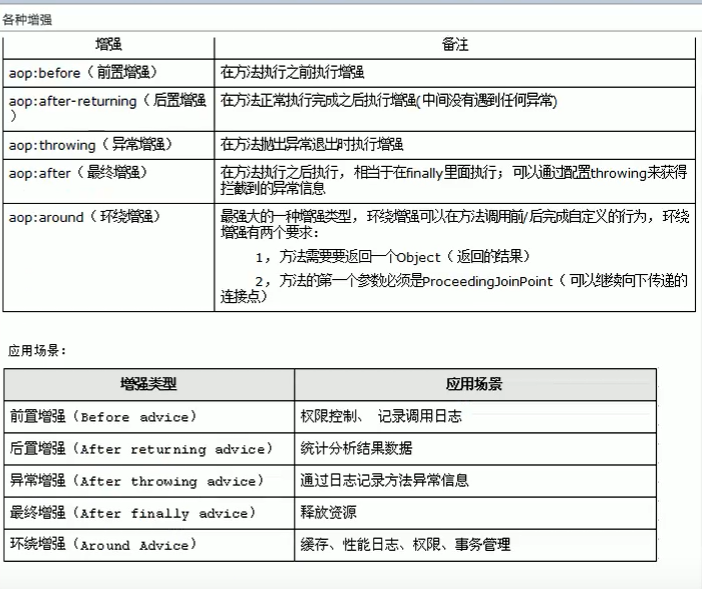 各种增强
增强 备注
aop:before（前置增强） 在方法执行之前执行增强
aop:after-returning（后置增强 在方法正常执行完成之后执行增强(中间没有遇到任何异常)
）
aop:throwing（异常增强） 在方法抛出异常退出时执行增强
aop:after（最终增强） 在方法执行之后执行，相当于在finally里面执行；可以通过配置throwing来获得
拦截到的异常信息
aop:around（环绕增强） 最强大的一种增强类型，环绕增强可以在方法调用前/后完成自定义的行为，环绕
增强有两个要求：
1，方法需要要返回一个Object（返回的结果）
2，方法的第一个参数必须是ProceedingJoinPoint（可以继续向下传递的
连接点）
应用场景：
增强类型 应用场景
前置增强（Before advice） 权限控制、 记录调用日志
后置增强（After returning advice） 统计分析结果数据
异常增强（After throwing advice） 通过日志记录方法异常信息
最终增强（After finally advice） 释放资源
环绕增强（Around Advice） 缓存、性能日志、权限、事务管理